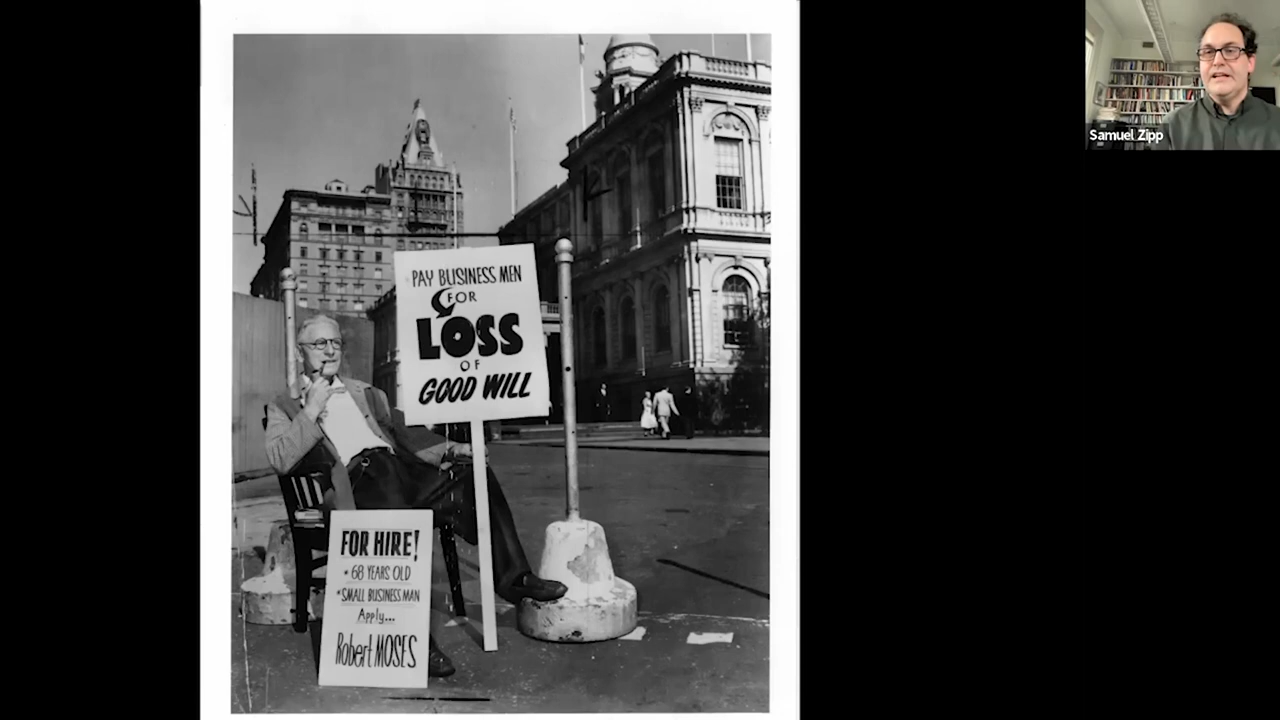 PAY BUSINESS MEN
FOR
LOSS
OF
GOOD WILL
FOR HIRE!
• 68 YEARS OLD
• SMALL BUSINESS MAN
Apply...
Robert MOSES
Samuel Zipp